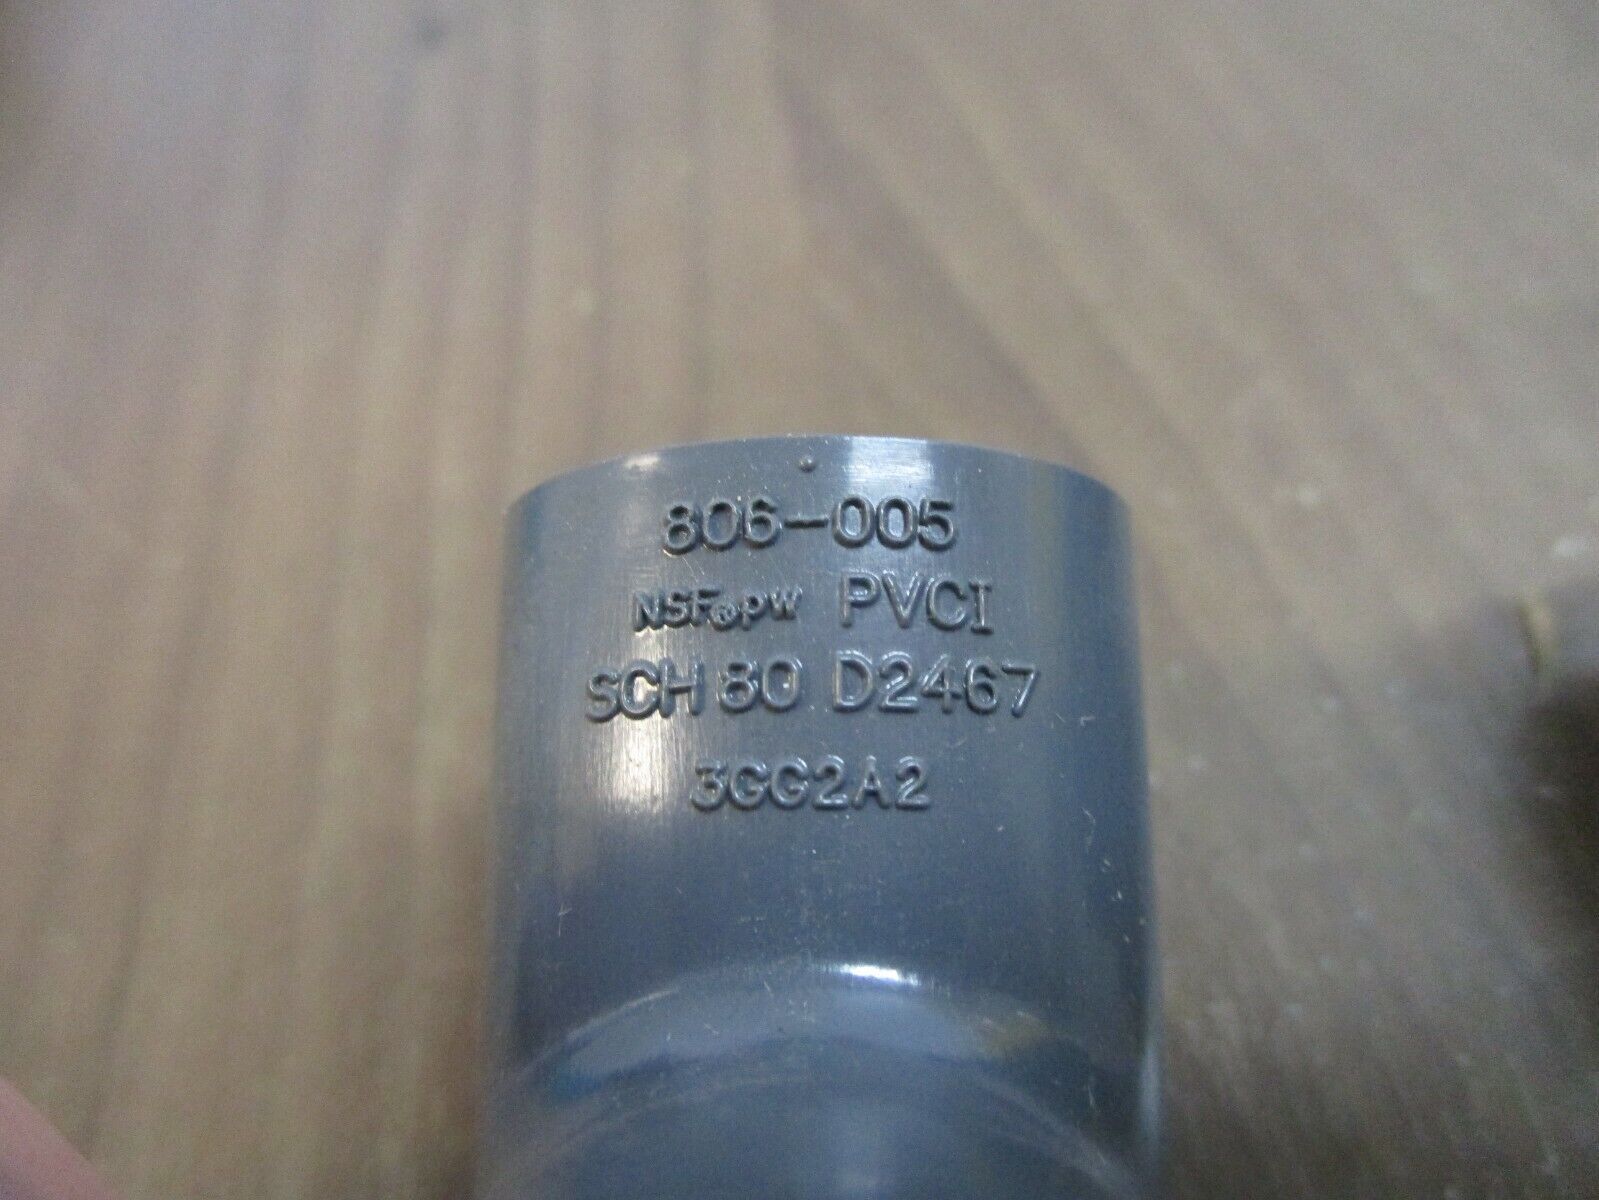 806-005
NSF®pw PVCI
SCH 80 D2467
3GG2A2